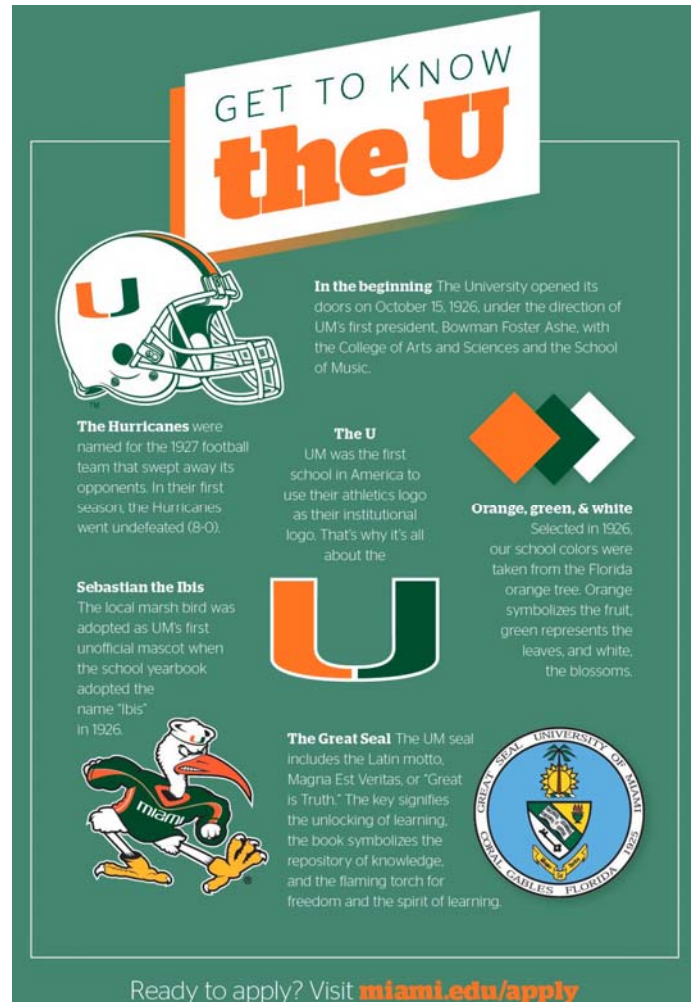 GET TO KNOW
the U
U
TM
In the beginning The University opened its
doors on October 15, 1926, under the direction of
UM's first president, Bowman Foster Ashe, with
the College of Arts and Sciences and the School
of Music.
The Hurricanes were
named for the 1927 football
team that swept away its
opponents. In their first
season, the Hurricanes
went undefeated (8-0).
The U
UM was the first
school in America to
use their athletics logo
as their institutional
logo. That's why it's all
about the
U
Orange, green, & white
Selected in 1926,
our school colors were
taken from the Florida
orange tree. Orange
symbolizes the fruit,
green represents the
leaves, and white,
the blossoms.
Sebastian the Ibis
The local marsh bird was
adopted as UM's first
unofficial mascot when
the school yearbook
adopted the
name "Ibis"
in 1926.
U
miami
®
The Great Seal The UM seal
includes the Latin motto,
Magna Est Veritas, or "Great
is Truth." The key signifies
the unlocking of learning,
the book symbolizes the
repository of knowledge,
and the flaming torch for
freedom and the spirit of learning.
GREAT SEAL UNIVERSITY OF MIAMI
CORAL GABLES FLORIDA 1925
Ready to apply? Visit miami.edu/apply